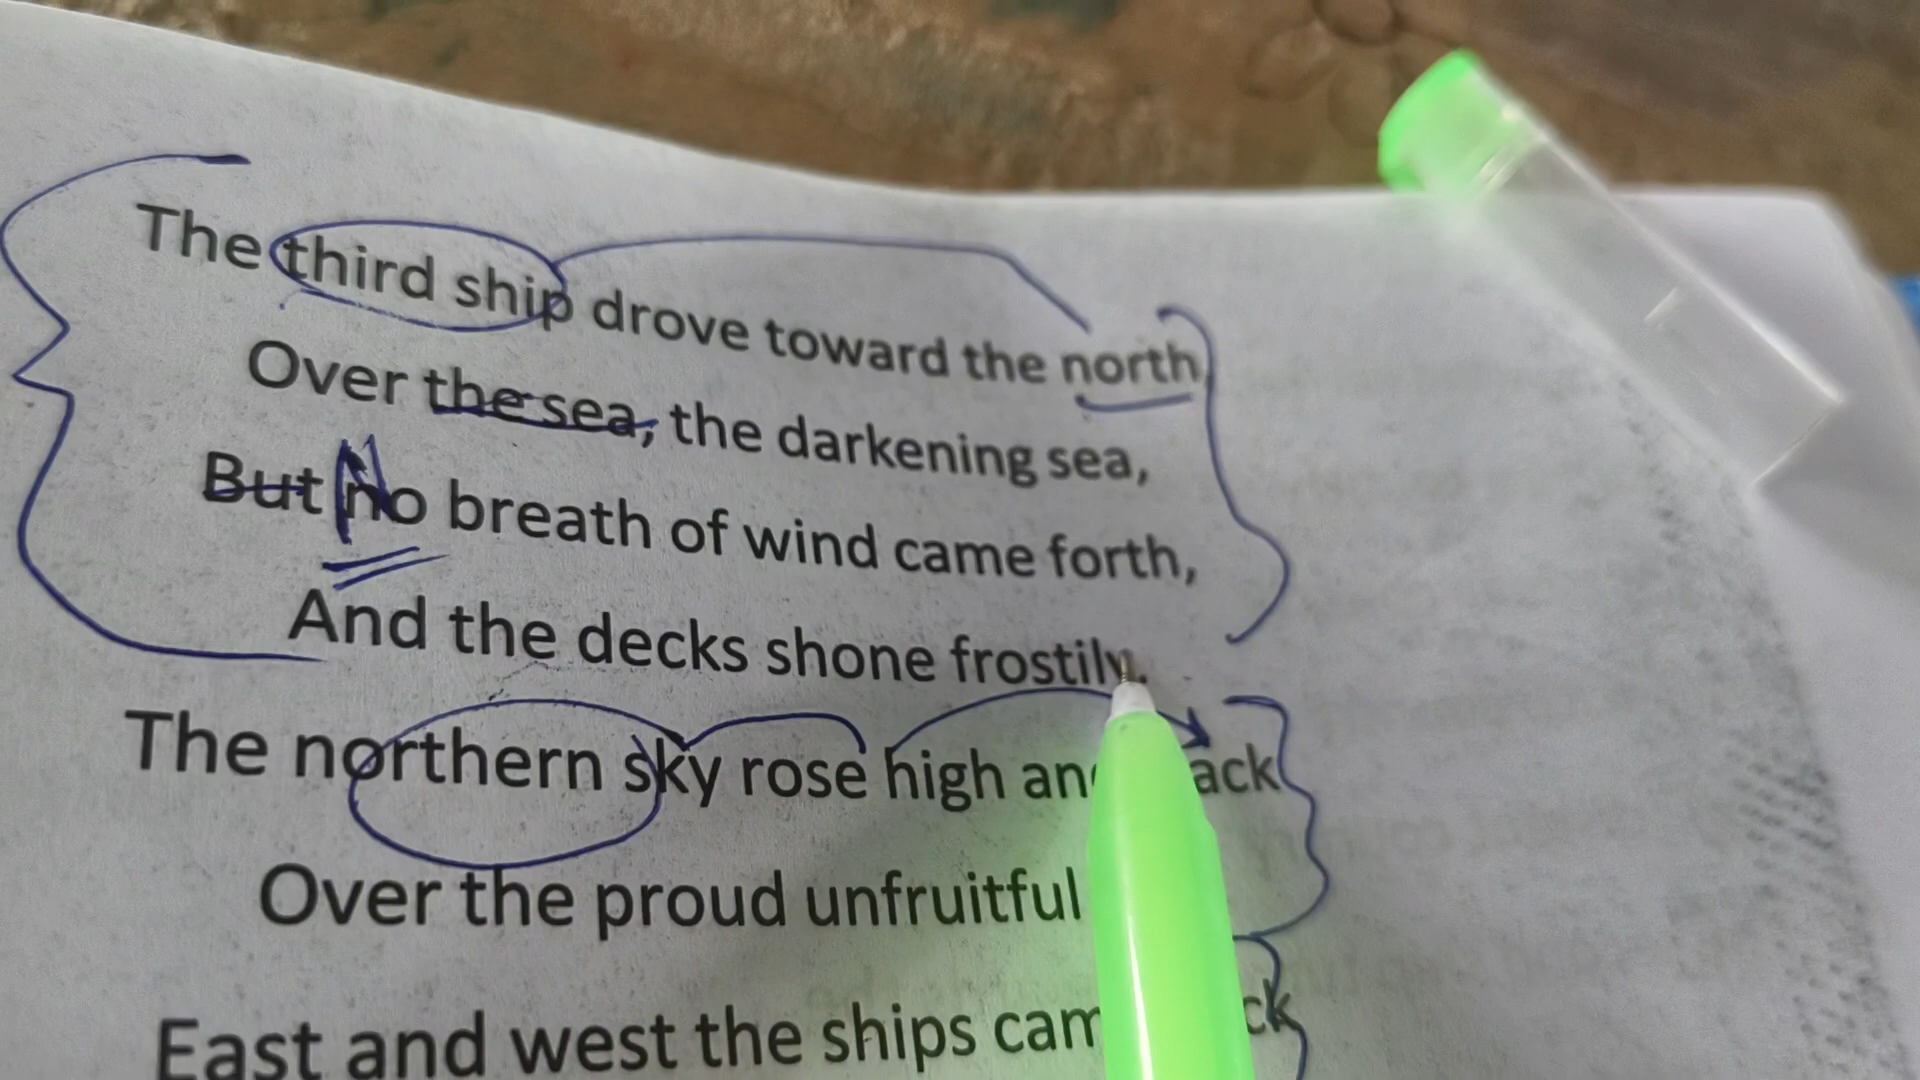 The third ship drove toward the north,
Over the sea, the darkening sea,
But No breath of wind came forth,
And the decks shone frostily.
The northern sky rose high and
Over the proud unfruitful
East and west the ships